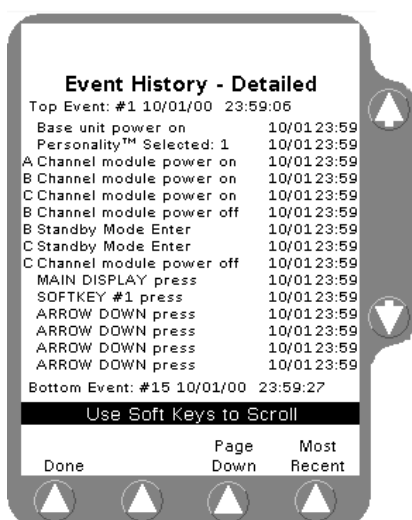 Event History - Detailed
Top Event: #1 10/01/00 23:59:06
Base unit power on 10/01 23:59
Personality™ Selected: 1 10/01 23:59
A Channel module power on 10/01 23:59
B Channel module power on 10/01 23:59
C Channel module power on 10/01 23:59
B Channel module power off 10/01 23:59
B Standby Mode Enter 10/01 23:59
C Standby Mode Enter 10/01 23:59
C Channel module power off 10/01 23:59
MAIN DISPLAY press 10/01 23:59
SOFTKEY #1 press 10/01 23:59
ARROW DOWN press 10/01 23:59
ARROW DOWN press 10/01 23:59
ARROW DOWN press 10/01 23:59
ARROW DOWN press 10/01 23:59
Bottom Event: #15 10/01/00 23:59:27
Use Soft Keys to Scroll
Done
Page Down
Most Recent